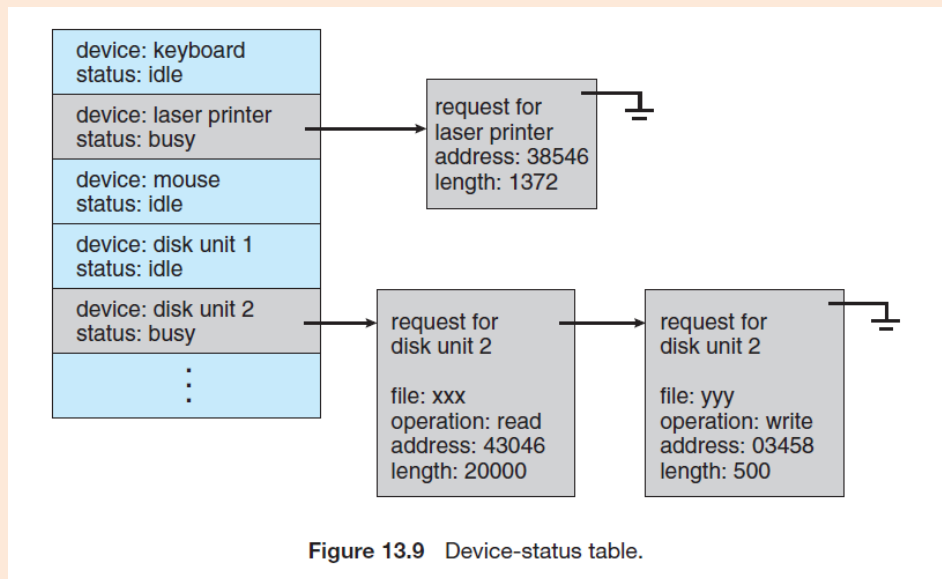 device: keyboard
status: idle
device: laser printer
status: busy
device: mouse
status: idle
device: disk unit 1
status: idle
device: disk unit 2
status: busy
request for
laser printer
address: 38546
length: 1372
request for
disk unit 2
file: xxx
operation: read
address: 43046
length: 20000
request for
disk unit 2
file: yyy
operation: write
address: 03458
length: 500
Figure 13.9 Device-status table.